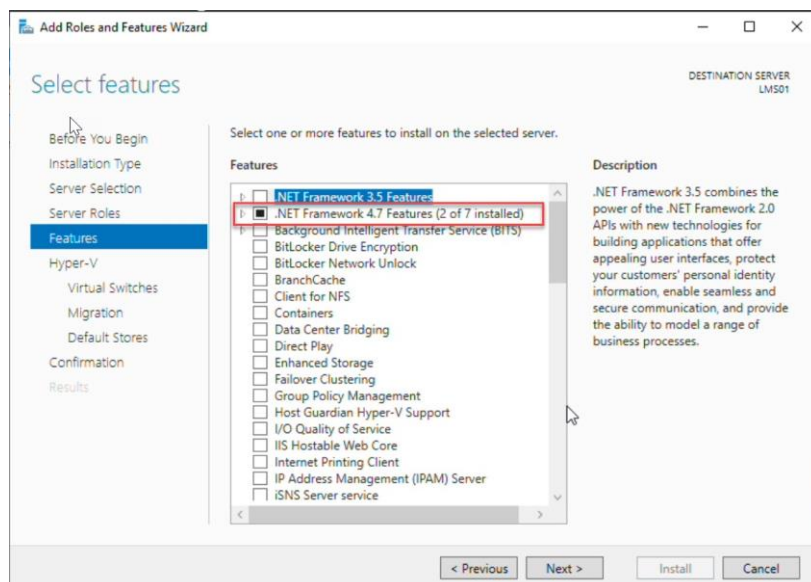 Add Roles and Features Wizard
Select features
DESTINATION SERVER
LMS01
Before You Begin
Installation Type
Server Selection
Server Roles
Features
Hyper-V
Virtual Switches
Migration
Default Stores
Confirmation
Results
Select one or more features to install on the selected server.
Features
.NET Framework 3.5 Features
.NET Framework 4.7 Features (2 of 7 installed)
Background Intelligent Transfer Service (BITS)
BitLocker Drive Encryption
BitLocker Network Unlock
BranchCache
Client for NFS
Containers
Data Center Bridging
Direct Play
Enhanced Storage
Failover Clustering
Group Policy Management
Host Guardian Hyper-V Support
I/O Quality of Service
IIS Hostable Web Core
Internet Printing Client
IP Address Management (IPAM) Server
iSNS Server service
Description
.NET Framework 3.5 combines the
power of the .NET Framework 2.0
APIs with new technologies for
building applications that offer
appealing user interfaces, protect
your customers' personal identity
information, enable seamless and
secure communication, and provide
the ability to model a range of
business processes.
< Previous
Next >
Install
Cancel